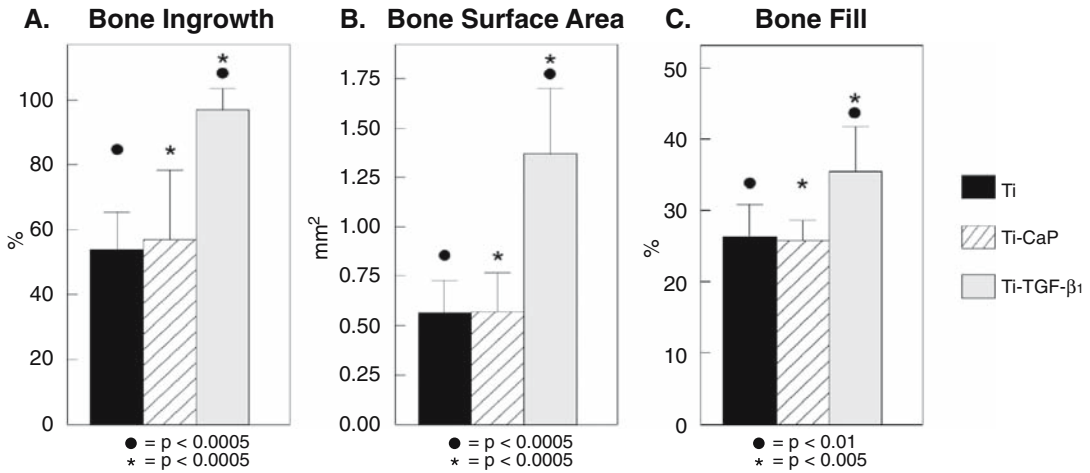 A. Bone Ingrowth
100
80
60
40
20
0
%
* ●
●
*
● = p < 0.0005
* = p < 0.0005
B. Bone Surface Area
1.75
1.50
1.25
1.00
0.75
0.50
0.25
0.00
mm²
* ●
●
*
● = p < 0.0005
* = p < 0.0005
C. Bone Fill
50
40
30
20
10
0
%
* ●
●
*
● = p < 0.01
* = p < 0.005
Ti
Ti-CaP
Ti-TGF-β₁